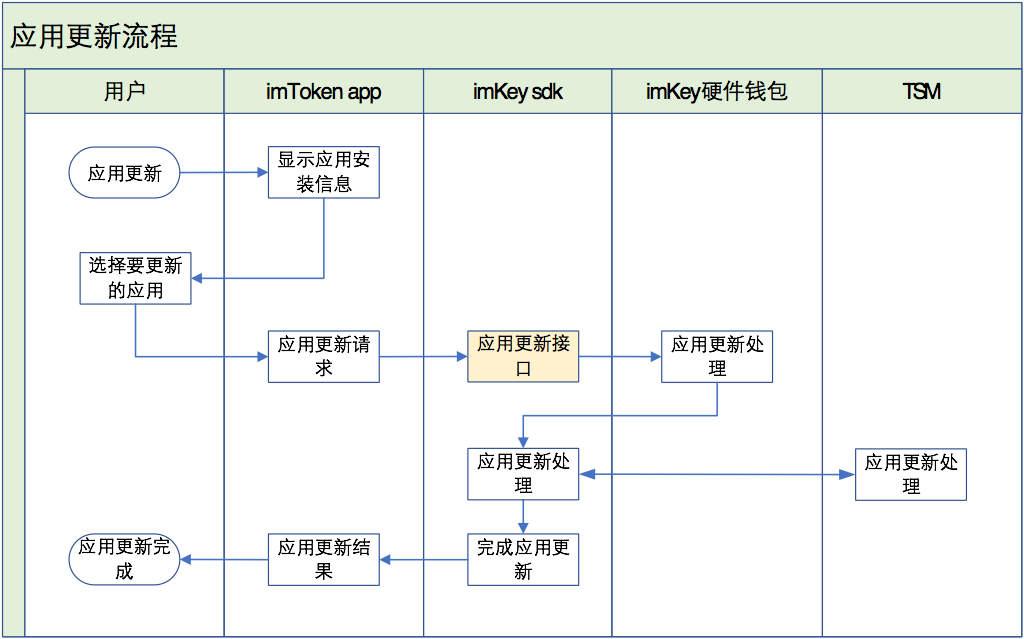 应用更新流程
用户
imToken app
imKey sdk
imKey硬件钱包
TSM
应用更新
显示应用安
装信息
选择要更新
的应用
应用更新请
求
应用更新接
口
应用更新处
理
应用更新处
理
应用更新处
理
应用更新完
成
应用更新结
果
完成应用更
新